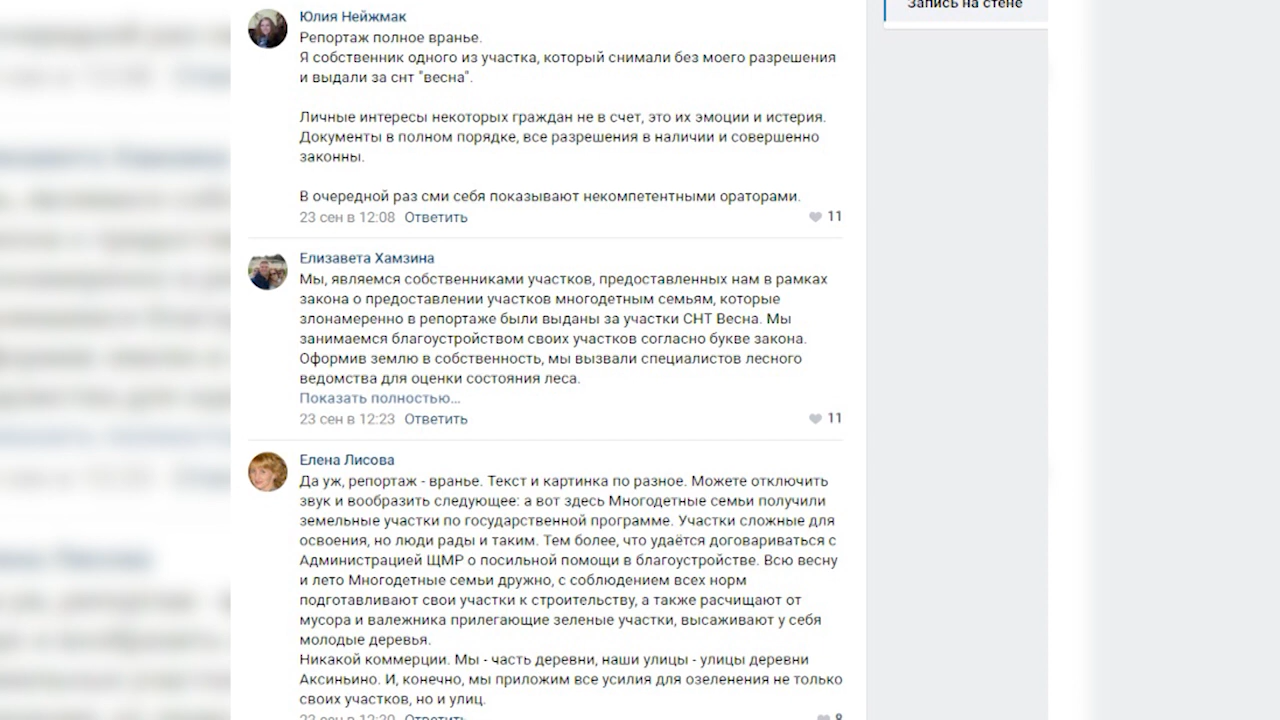 Запись на стене
Юлия Нейжмак
Репортаж полное вранье.
Я собственник одного из участка, который снимали без моего разрешения
и выдали за снт "весна".
Личные интересы некоторых граждан не в счет, это их эмоции и истерия.
Документы в полном порядке, все разрешения в наличии и совершенно
законны.
В очередной раз сми себя показывают некомпетентными ораторами.
23 сен в 12:08 Ответить 11
Елизавета Хамзина
Мы, являемся собственниками участков, предоставленных нам в рамках
закона о предоставлении участков многодетным семьям, которые
злонамеренно в репортаже были выданы за участки СНТ Весна. Мы
занимаемся благоустройством своих участков согласно букве закона.
Оформив землю в собственность, мы вызвали специалистов лесного
ведомства для оценки состояния леса.
Показать полностью...
23 сен в 12:23 Ответить 11
Елена Лисова
Да уж, репортаж - вранье. Текст и картинка по разное. Можете отключить
звук и вообразить следующее: а вот здесь Многодетные семьи получили
земельные участки по государственной программе. Участки сложные для
освоения, но люди рады и таким. Тем более, что удаётся договариваться с
Администрацией ЩМР о посильной помощи в благоустройстве. Всю весну
и лето Многодетные семьи дружно, с соблюдением всех норм
подготавливают свои участки к строительству, а также расчищают от
мусора и валежника прилегающие зеленые участки, высаживают у себя
молодые деревья.
Никакой коммерции. Мы - часть деревни, наши улицы - улицы деревни
Аксиньино. И, конечно, мы приложим все усилия для озеленения не только
своих участков, но и улиц.
23 сен в 12:30 Ответить 8